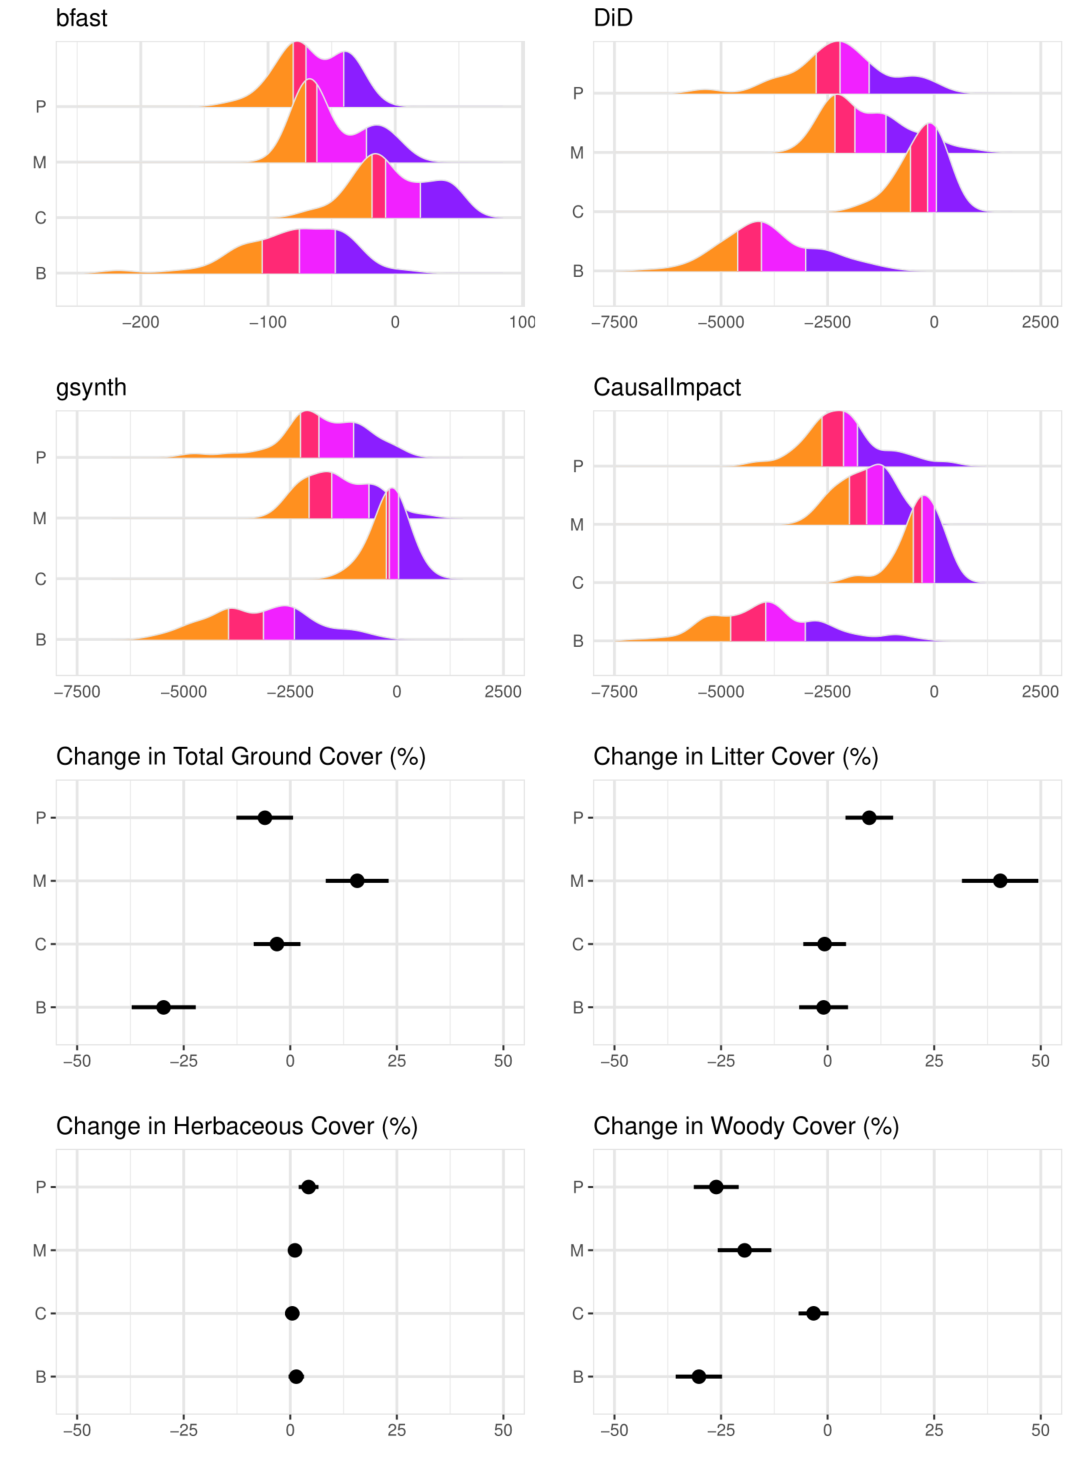 bfast
P
M
C
B
−200 −100 0 100
DiD
P
M
C
B
−7500 −5000 −2500 0 2500
gsynth
P
M
C
B
−7500 −5000 −2500 0 2500
CausalImpact
P
M
C
B
−7500 −5000 −2500 0 2500
Change in Total Ground Cover (%)
P
M
C
B
−50 −25 0 25 50
Change in Litter Cover (%)
P
M
C
B
−50 −25 0 25 50
Change in Herbaceous Cover (%)
P
M
C
B
−50 −25 0 25 50
Change in Woody Cover (%)
P
M
C
B
−50 −25 0 25 50